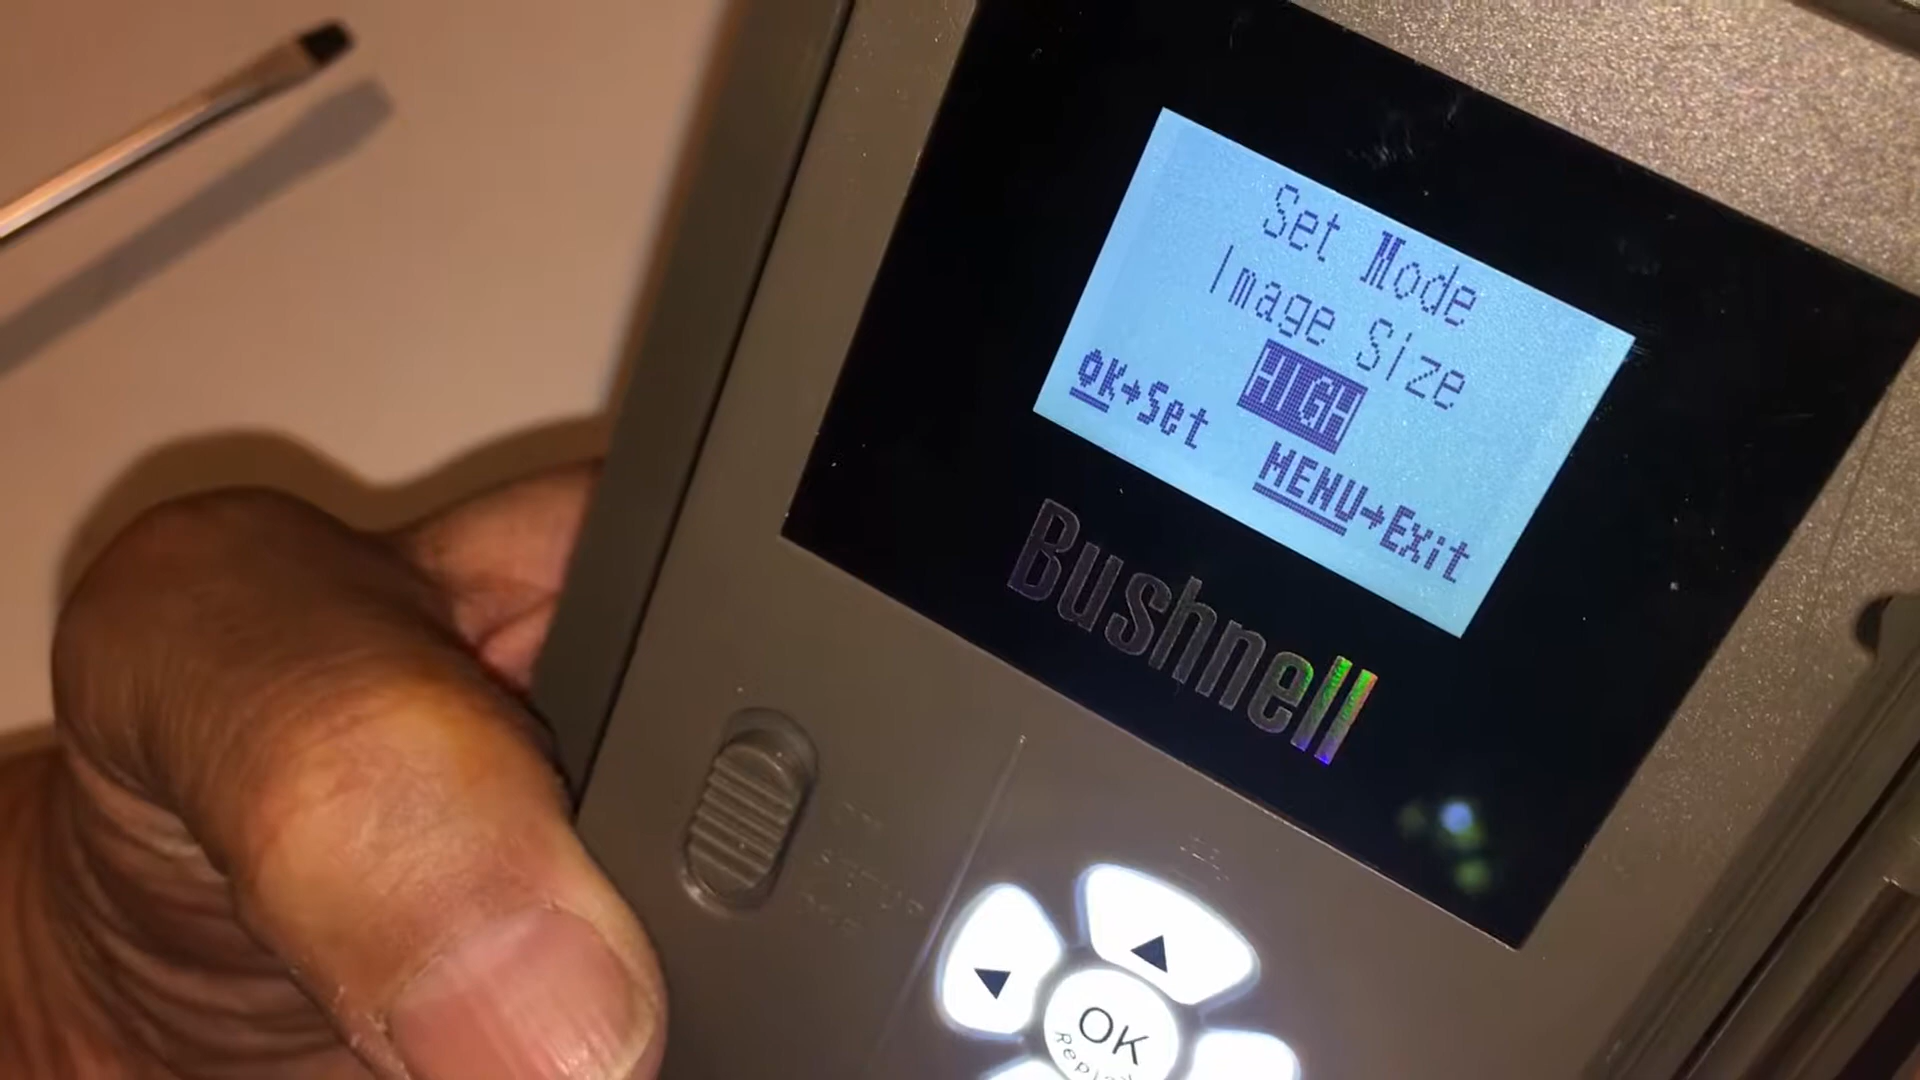 Set Mode
Image Size
HIGH
OK→Set MENU→Exit
Bushnell
OK